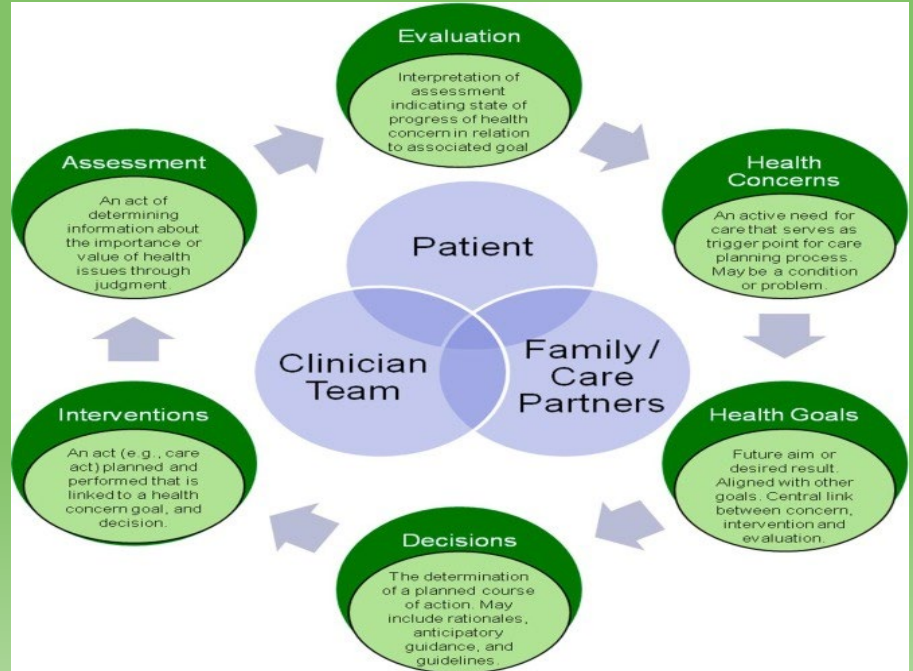 Evaluation
Interpretation of
assessment
indicating state of
progress of health
concern in relation
to associated goal
Health
Concerns
An active need for
care that serves as
trigger point for care
planning process.
May be a condition
or problem.
Health Goals
Future aim or
desired result.
Aligned with other
goals. Central link
between concern,
intervention and
evaluation.
Decisions
The determination
of a planned course
of action. May
include rationales,
anticipatory
guidance, and
guidelines.
Interventions
An act (e.g., care
act) planned and
performed that is
linked to a health
concern goal, and
decision.
Assessment
An act of
determining
information about
the importance or
value of health
issues through
judgment.
Patient
Clinician
Team
Family /
Care
Partners